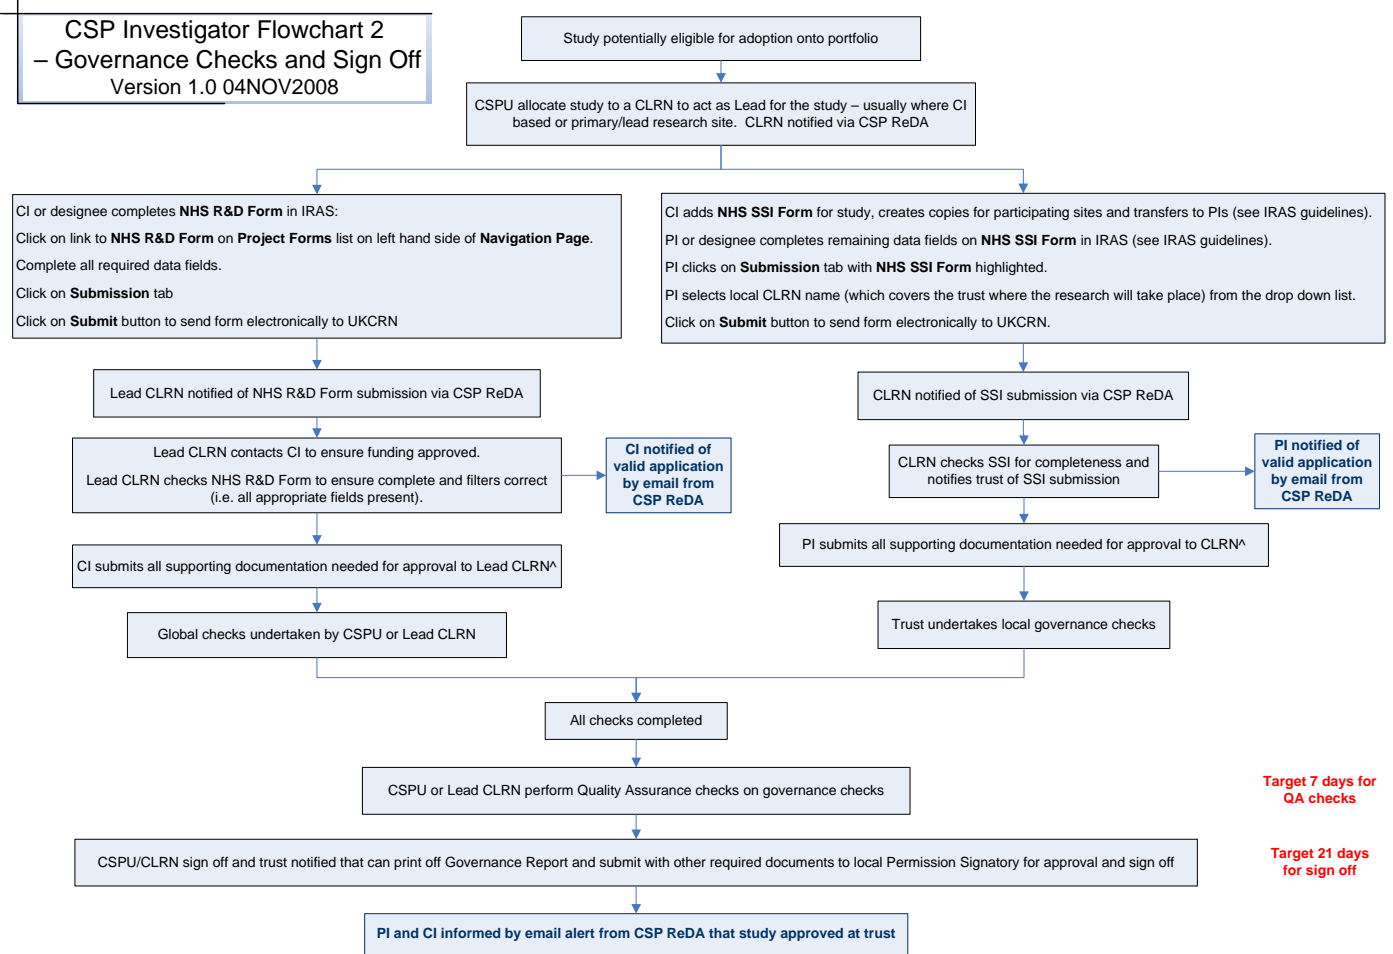 CSP Investigator Flowchart 2
– Governance Checks and Sign Off
Version 1.0 04NOV2008
Study potentially eligible for adoption onto portfolio
CSPU allocate study to a CLRN to act as Lead for the study – usually where CI
based or primary/lead research site.  CLRN notified via CSP ReDA
CI or designee completes NHS R&D Form in IRAS:
Click on link to NHS R&D Form on Project Forms list on left hand side of Navigation Page.
Complete all required data fields.
Click on Submission tab
Click on Submit button to send form electronically to UKCRN
CI adds NHS SSI Form for study, creates copies for participating sites and transfers to PIs (see IRAS guidelines).
PI or designee completes remaining data fields on NHS SSI Form in IRAS (see IRAS guidelines).
PI clicks on Submission tab with NHS SSI Form highlighted.
PI selects local CLRN name (which covers the trust where the research will take place) from the drop down list.
Click on Submit button to send form electronically to UKCRN.
Lead CLRN notified of NHS R&D Form submission via CSP ReDA
CLRN notified of SSI submission via CSP ReDA
Lead CLRN contacts CI to ensure funding approved.
Lead CLRN checks NHS R&D Form to ensure complete and filters correct
(i.e. all appropriate fields present).
CI notified of
valid application
by email from
CSP ReDA
CLRN checks SSI for completeness and
notifies trust of SSI submission
PI notified of
valid application
by email from
CSP ReDA
CI submits all supporting documentation needed for approval to Lead CLRN^
PI submits all supporting documentation needed for approval to CLRN^
Global checks undertaken by CSPU or Lead CLRN
Trust undertakes local governance checks
All checks completed
CSPU or Lead CLRN perform Quality Assurance checks on governance checks
Target 7 days for
QA checks
CSPU/CLRN sign off and trust notified that can print off Governance Report and submit with other required documents to local Permission Signatory for approval and sign off
Target 21 days
for sign off
PI and CI informed by email alert from CSP ReDA that study approved at trust